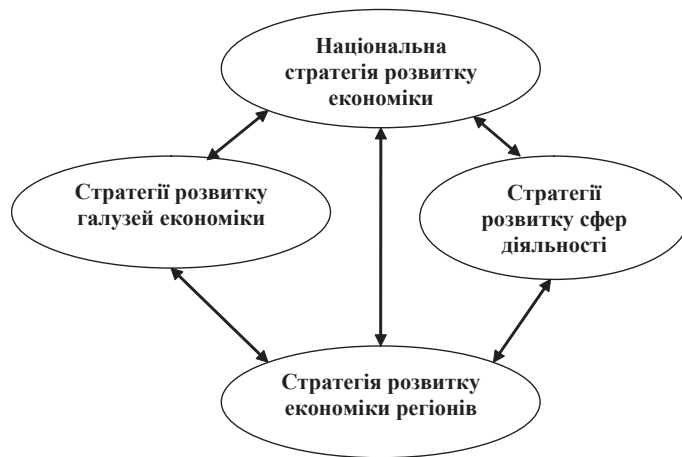 Національна
стратегія розвитку
економіки
Стратегії розвитку
галузей економіки
Стратегії
розвитку сфер
діяльності
Стратегія розвитку
економіки регіонів